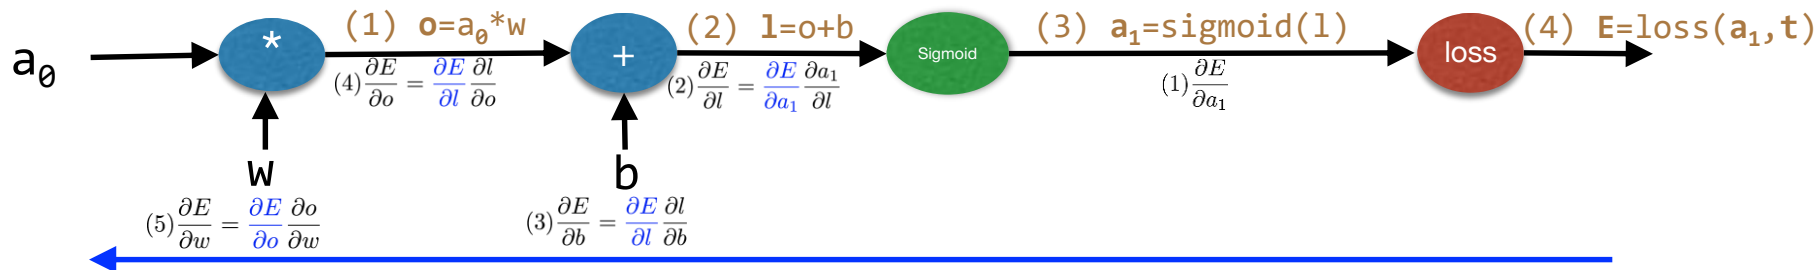 (1) o=a₀*w
(2) l=o+b
(3) a₁=sigmoid(l)
(4) E=loss(a₁,t)
a₀
*
+
Sigmoid
loss
(4) ∂E/∂o = ∂E/∂l ∂l/∂o
(2) ∂E/∂l = ∂E/∂a₁ ∂a₁/∂l
(1) ∂E/∂a₁
w
b
(5) ∂E/∂w = ∂E/∂o ∂o/∂w
(3) ∂E/∂b = ∂E/∂l ∂l/∂b